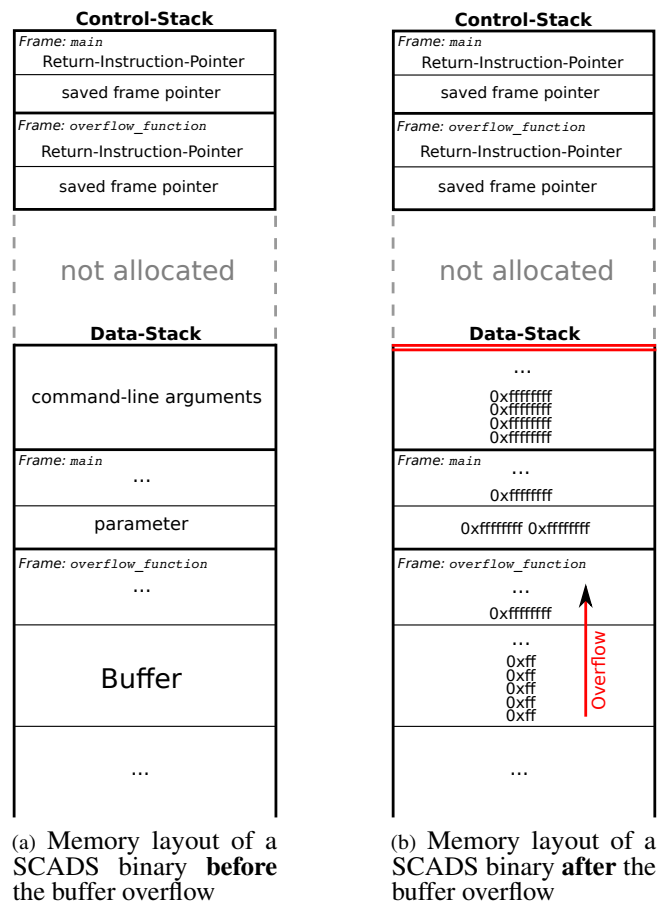 Control-Stack
Frame: main
Return-Instruction-Pointer
saved frame pointer
Frame: overflow_function
Return-Instruction-Pointer
saved frame pointer
not allocated
Data-Stack
command-line arguments
Frame: main
...
parameter
Frame: overflow_function
...
Buffer
...
(a) Memory layout of a
SCADS binary before
the buffer overflow
Control-Stack
Frame: main
Return-Instruction-Pointer
saved frame pointer
Frame: overflow_function
Return-Instruction-Pointer
saved frame pointer
not allocated
Data-Stack
...
0xffffffff
0xffffffff
0xffffffff
0xffffffff
Frame: main
...
0xffffffff
0xffffffff 0xffffffff
Frame: overflow_function
...
0xffffffff
...
0xff
0xff
0xff
0xff
0xff
Overflow
...
(b) Memory layout of a
SCADS binary after the
buffer overflow